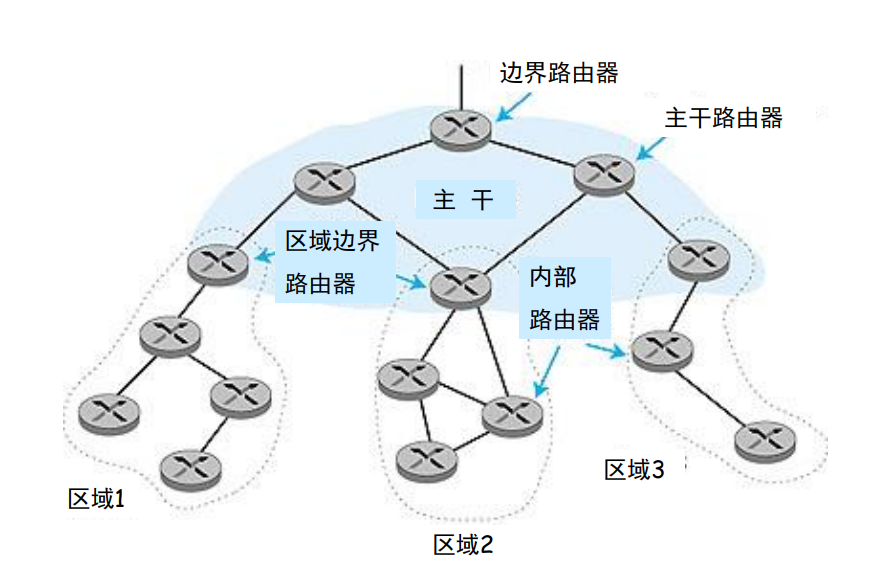 边界路由器
主干路由器
主 干
区域边界
路由器
内部
路由器
区域3
区域1
区域2